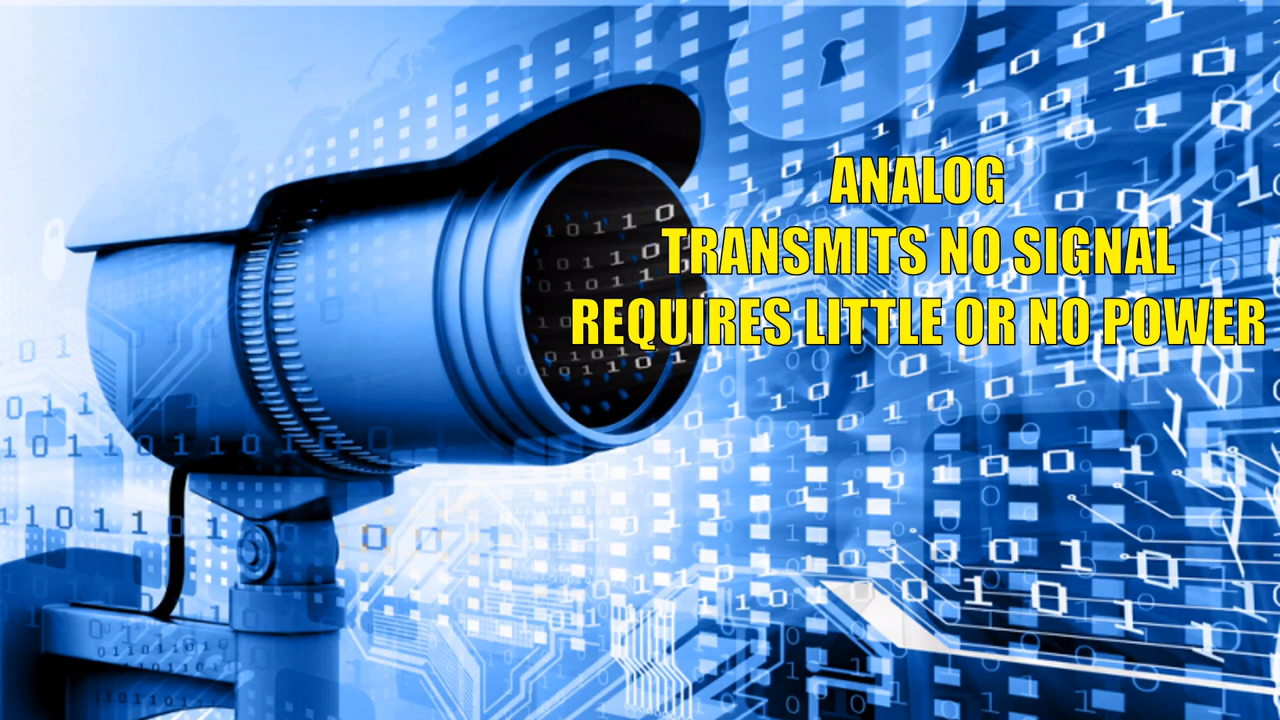 ANALOG
TRANSMITS NO SIGNAL
REQUIRES LITTLE OR NO POWER